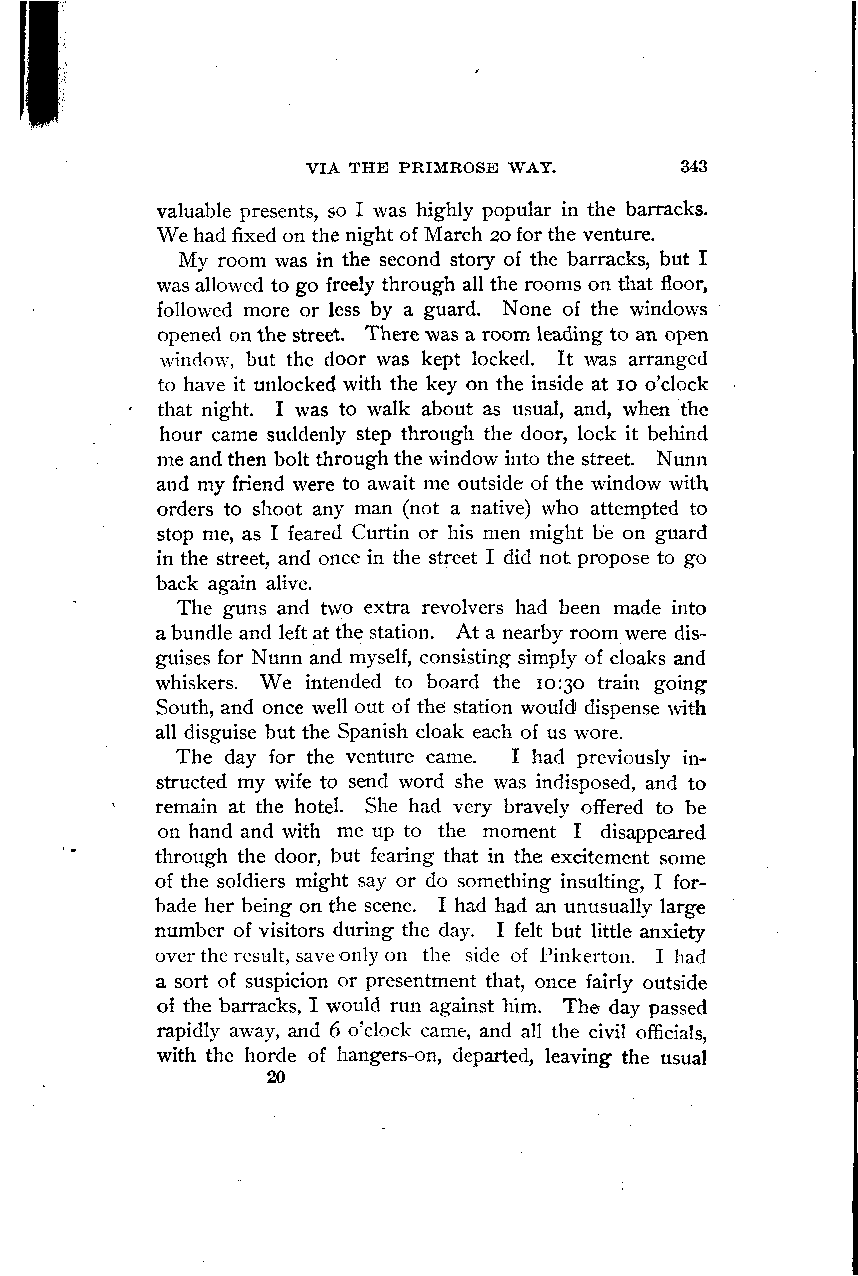 VIA THE PRIMROSE WAY. 343
valuable presents, so I was highly popular in the barracks.
We had fixed on the night of March 20 for the venture.
My room was in the second story of the barracks, but I
was allowed to go freely through all the rooms on that floor,
followed more or less by a guard. None of the windows
opened on the street. There was a room leading to an open
window, but the door was kept locked. It was arranged
to have it unlocked with the key on the inside at 10 o'clock
that night. I was to walk about as usual, and, when the
hour came suddenly step through the door, lock it behind
me and then bolt through the window into the street. Nunn
and my friend were to await me outside of the window with
orders to shoot any man (not a native) who attempted to
stop me, as I feared Curtin or his men might be on guard
in the street, and once in the street I did not propose to go
back again alive.
The guns and two extra revolvers had been made into
a bundle and left at the station. At a nearby room were dis-
guises for Nunn and myself, consisting simply of cloaks and
whiskers. We intended to board the 10:30 train going
South, and once well out of the station would dispense with
all disguise but the Spanish cloak each of us wore.
The day for the venture came. I had previously in-
structed my wife to send word she was indisposed, and to
remain at the hotel. She had very bravely offered to be
on hand and with me up to the moment I disappeared
through the door, but fearing that in the excitement some
of the soldiers might say or do something insulting, I for-
bade her being on the scene. I had had an unusually large
number of visitors during the day. I felt but little anxiety
over the result, save only on the side of Pinkerton. I had
a sort of suspicion or presentment that, once fairly outside
of the barracks, I would run against him. The day passed
rapidly away, and 6 o'clock came, and all the civil officials,
with the horde of hangers-on, departed, leaving the usual
20